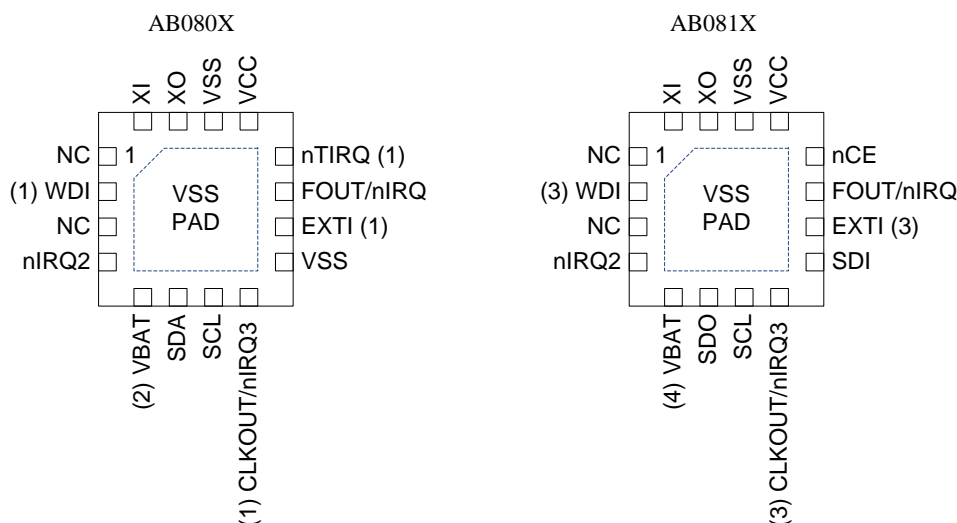 AB080X
XI
XO
VSS
VCC
NC
(1) WDI
NC
nIRQ2
1
VSS
PAD
nTIRQ (1)
FOUT/nIRQ
EXTI (1)
VSS
(2) VBAT
SDA
SCL
(1) CLKOUT/nIRQ3
AB081X
XI
XO
VSS
VCC
NC
(3) WDI
NC
nIRQ2
1
VSS
PAD
nCE
FOUT/nIRQ
EXTI (3)
SDI
(4) VBAT
SDO
SCL
(3) CLKOUT/nIRQ3